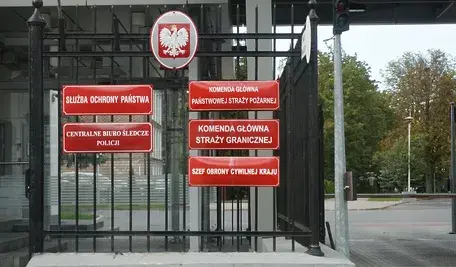 SŁUŻBA OCHRONY PAŃSTWA
CENTRALNE BIURO ŚLEDCZE
POLICJI
KOMENDA GŁÓWNA
PAŃSTWOWEJ STRAŻY POŻARNEJ
KOMENDA GŁÓWNA
STRAŻY GRANICZNEJ
SZEF OBRONY CYWILNEJ KRAJU